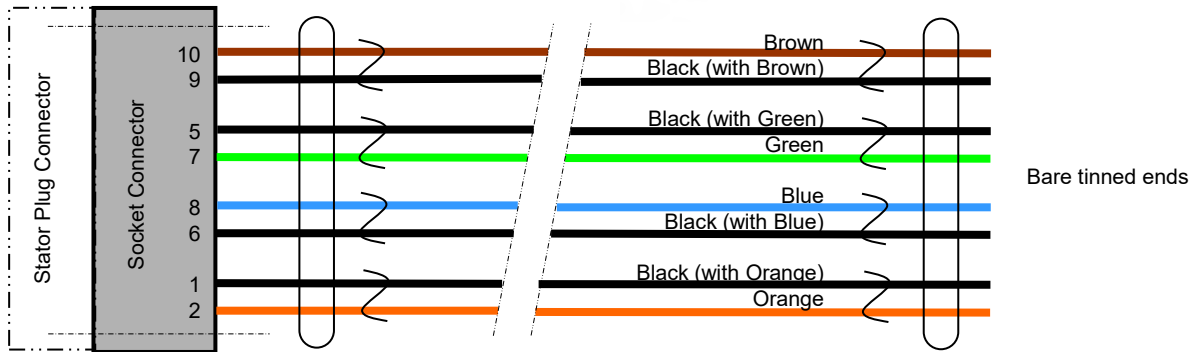 Stator Plug Connector
Socket Connector
10
Brown
9
Black (with Brown)
5
Black (with Green)
7
Green
8
Blue
6
Black (with Blue)
1
Black (with Orange)
2
Orange
Bare tinned ends